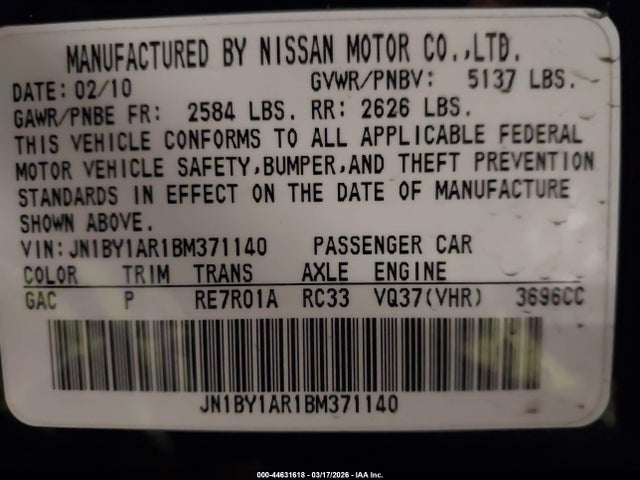 MANUFACTURED BY NISSAN MOTOR CO.,LTD.
DATE: 02/10 GVWR/PNBV: 5137 LBS.
GAWR/PNBE FR: 2584 LBS. RR: 2626 LBS.
THIS VEHICLE CONFORMS TO ALL APPLICABLE FEDERAL
MOTOR VEHICLE SAFETY,BUMPER,AND THEFT PREVENTION
STANDARDS IN EFFECT ON THE DATE OF MANUFACTURE
SHOWN ABOVE.
VIN:JN1BY1AR1BM371140 PASSENGER CAR
COLOR TRIM TRANS AXLE ENGINE
GAC P RE7R01A RC33 VQ37(VHR) 3696CC
JN1BY1AR1BM371140
000-44631618 - 03/17/2026 - IAA Inc.